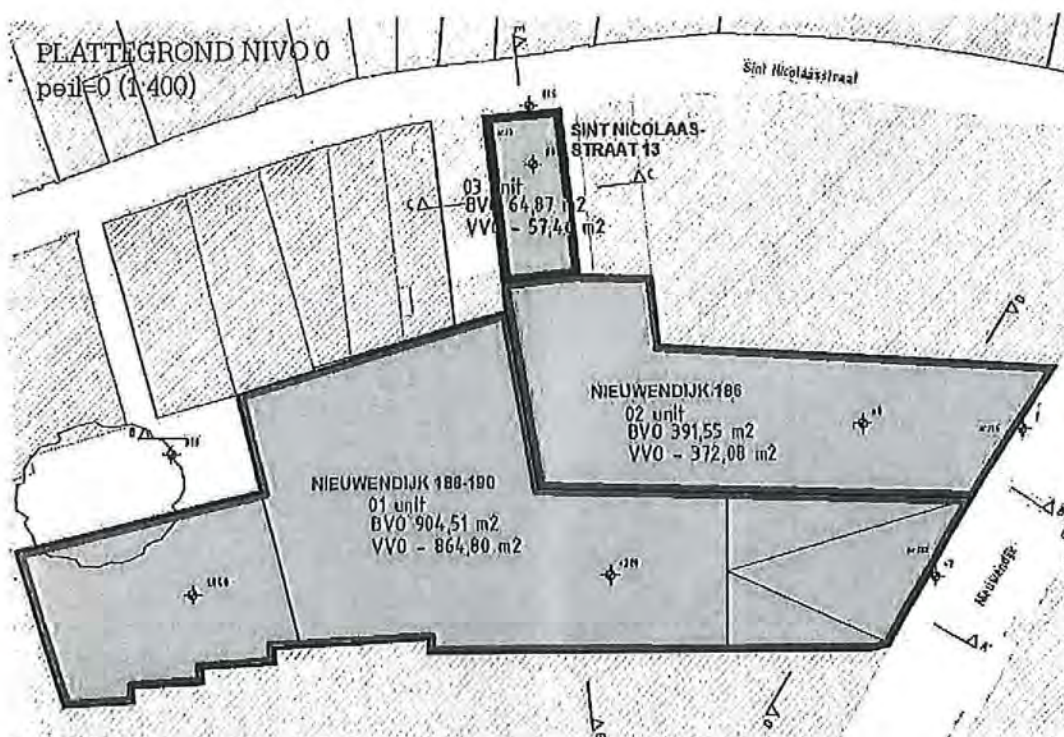 PLATTEGROND NIVO 0
peil=0 (1:400)
Sint Nicolaasstraat
SINT NICOLAAS-
STRAAT 13
03 unit
BVO 64,87 m2
VVO - 57,40 m2
E
C
C
D
NIEUWENDIJK 186
02 unit
BVO 391,55 m2
VVO - 372,08 m2
B
NIEUWENDIJK 188-190
01 unit
BVO 904,51 m2
VVO - 864,80 m2
Nieuwendijk
A'
D